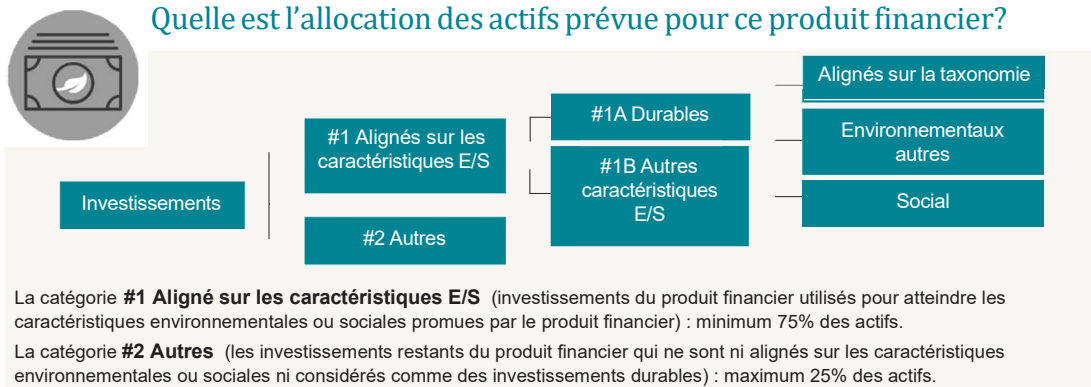 Quelle est l’allocation des actifs prévue pour ce produit financier?
Investissements
#1 Alignés sur les
caractéristiques E/S
#2 Autres
#1A Durables
#1B Autres
caractéristiques
E/S
Alignés sur la taxonomie
Environnementaux
autres
Social
La catégorie #1 Aligné sur les caractéristiques E/S (investissements du produit financier utilisés pour atteindre les
caractéristiques environnementales ou sociales promues par le produit financier) : minimum 75% des actifs.
La catégorie #2 Autres (les investissements restants du produit financier qui ne sont ni alignés sur les caractéristiques
environnementales ou sociales ni considérés comme des investissements durables) : maximum 25% des actifs.